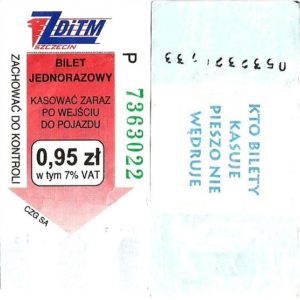 ZDiTM
SZCZECIN
BILET
JEDNORAZOWY
KASOWAĆ ZARAZ
PO WEJŚCIU
DO POJAZDU
0,95 zł
w tym 7% VAT
CZG SA
ZACHOWAĆ DO KONTROLI
P 7363022
KTO BILETY
KASUJE
PIESZO NIE
WĘDRUJE